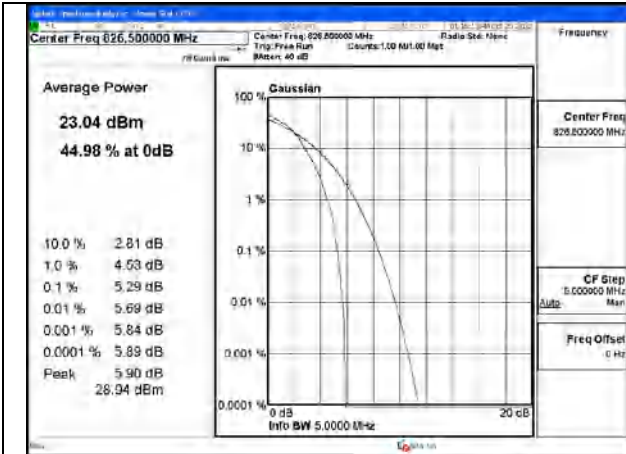 Center Freq 826.500000 MHz
Center Freq: 826.500000 MHz
Radio Std: None
Trig: Free Run
Counts: 1.00 M/1.00 Mpt
#Atten: 40 dB
Frequency
Average Power
23.04 dBm
44.98 % at 0dB
10.0 % 2.81 dB
1.0 % 4.53 dB
0.1 % 5.29 dB
0.01 % 5.69 dB
0.001 % 5.84 dB
0.0001 % 5.89 dB
Peak 5.90 dB
28.94 dBm
Gaussian
100 %
10 %
1 %
0.1 %
0.01 %
0.001 %
0.0001 %
0 dB
20 dB
Info BW 5.0000 MHz
Center Freq
826.500000 MHz
CF Step
5.000000 MHz
Auto Man
Freq Offset
0 Hz